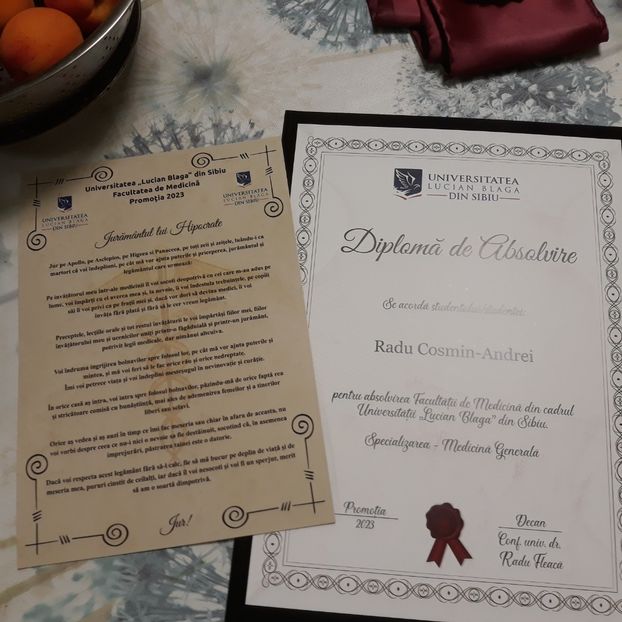 Universitatea „Lucian Blaga" din Sibiu
Facultatea de Medicină
Promoția 2023
UNIVERSITATEA
LUCIAN BLAGA
DIN SIBIU
UNIVERSITATEA
LUCIAN BLAGA
DIN SIBIU
Jurământul lui Hipocrate
Jur pe Apollo, pe Asclepios, pe Higeea si Panaceea, pe toți zeii și zeițele, luându-i ca
martori că voi îndeplini, pe cât mă vor ajuta puterile și priceperea, jurământul și
legământul care urmează:
Pe învățătorul meu într-ale medicinii îl voi socoti deopotrivă cu cei care m-au adus pe
lume, voi împărți cu el averea mea și, la nevoie, îi voi îndestula trebuințele, pe copiii
săi îi voi privi ca pe frații mei și, dacă vor dori să devina medici, îi voi
învăța fără plată și fără să le cer vreun legământ.
Preceptele, lecțiile orale și tot restul învățăturii le voi împărtăși fiilor mei, fiilor
învățătorului meu și ucenicilor uniți printr-o făgăduială și printr-un jurământ,
potrivit legii medicale, dar nimănui altcuiva.
Voi îndruma îngrijirea bolnavilor spre folosul lor, pe cât mă vor ajuta puterile și
mintea, și mă voi feri să le fac orice rău și orice nedreptate.
Îmi voi petrece viața și voi îndeplini meșteșugul în nevinovație și curăție.
În orice casă aș intra, voi intra spre folosul bolnavilor, păzindu-mă de orice faptă rea
și stricătoare comisă cu bunăștiință, mai ales de ademenirea femeilor și a tinerilor
liberi sau sclavi.
Orice aș vedea și aș auzi în timp ce îmi fac meseria sau chiar în afara de aceasta, nu
voi vorbi despre ceea ce nu-i nici o nevoie sa fie destăinuit, socotind că, în asemenea
împrejurări, păstrarea tainei este o datorie.
Dacă voi respecta acest legământ fără să-l calc, fie să mă bucur pe deplin de viață și de
meseria mea, pururi cinstit de ceilalți, iar dacă îl voi nesocoti și voi fi un sperjur, merit
să am o soartă dimpotrivă.
Jur!
UNIVERSITATEA
LUCIAN BLAGA
DIN SIBIU
Diplomă de Absolvire
Se acordă studentului/studentei:
Radu Cosmin-Andrei
pentru absolvirea Facultății de Medicină din cadrul
Universității „Lucian Blaga" din Sibiu.
Specializarea - Medicină Generală
Promotia
2023
Decan
Conf. univ. dr.
Radu Fleacă